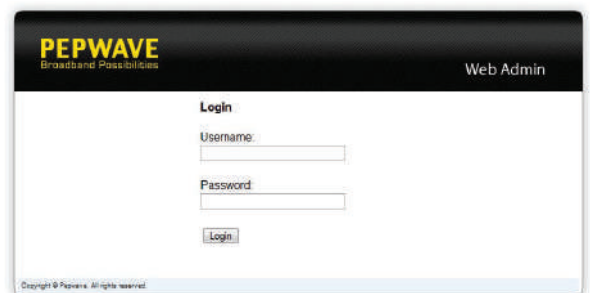 PEPWAVE
Broadband Possibilities
Web Admin
Login
Username:
Password:
Login
Copyright © Pepwave. All rights reserved.